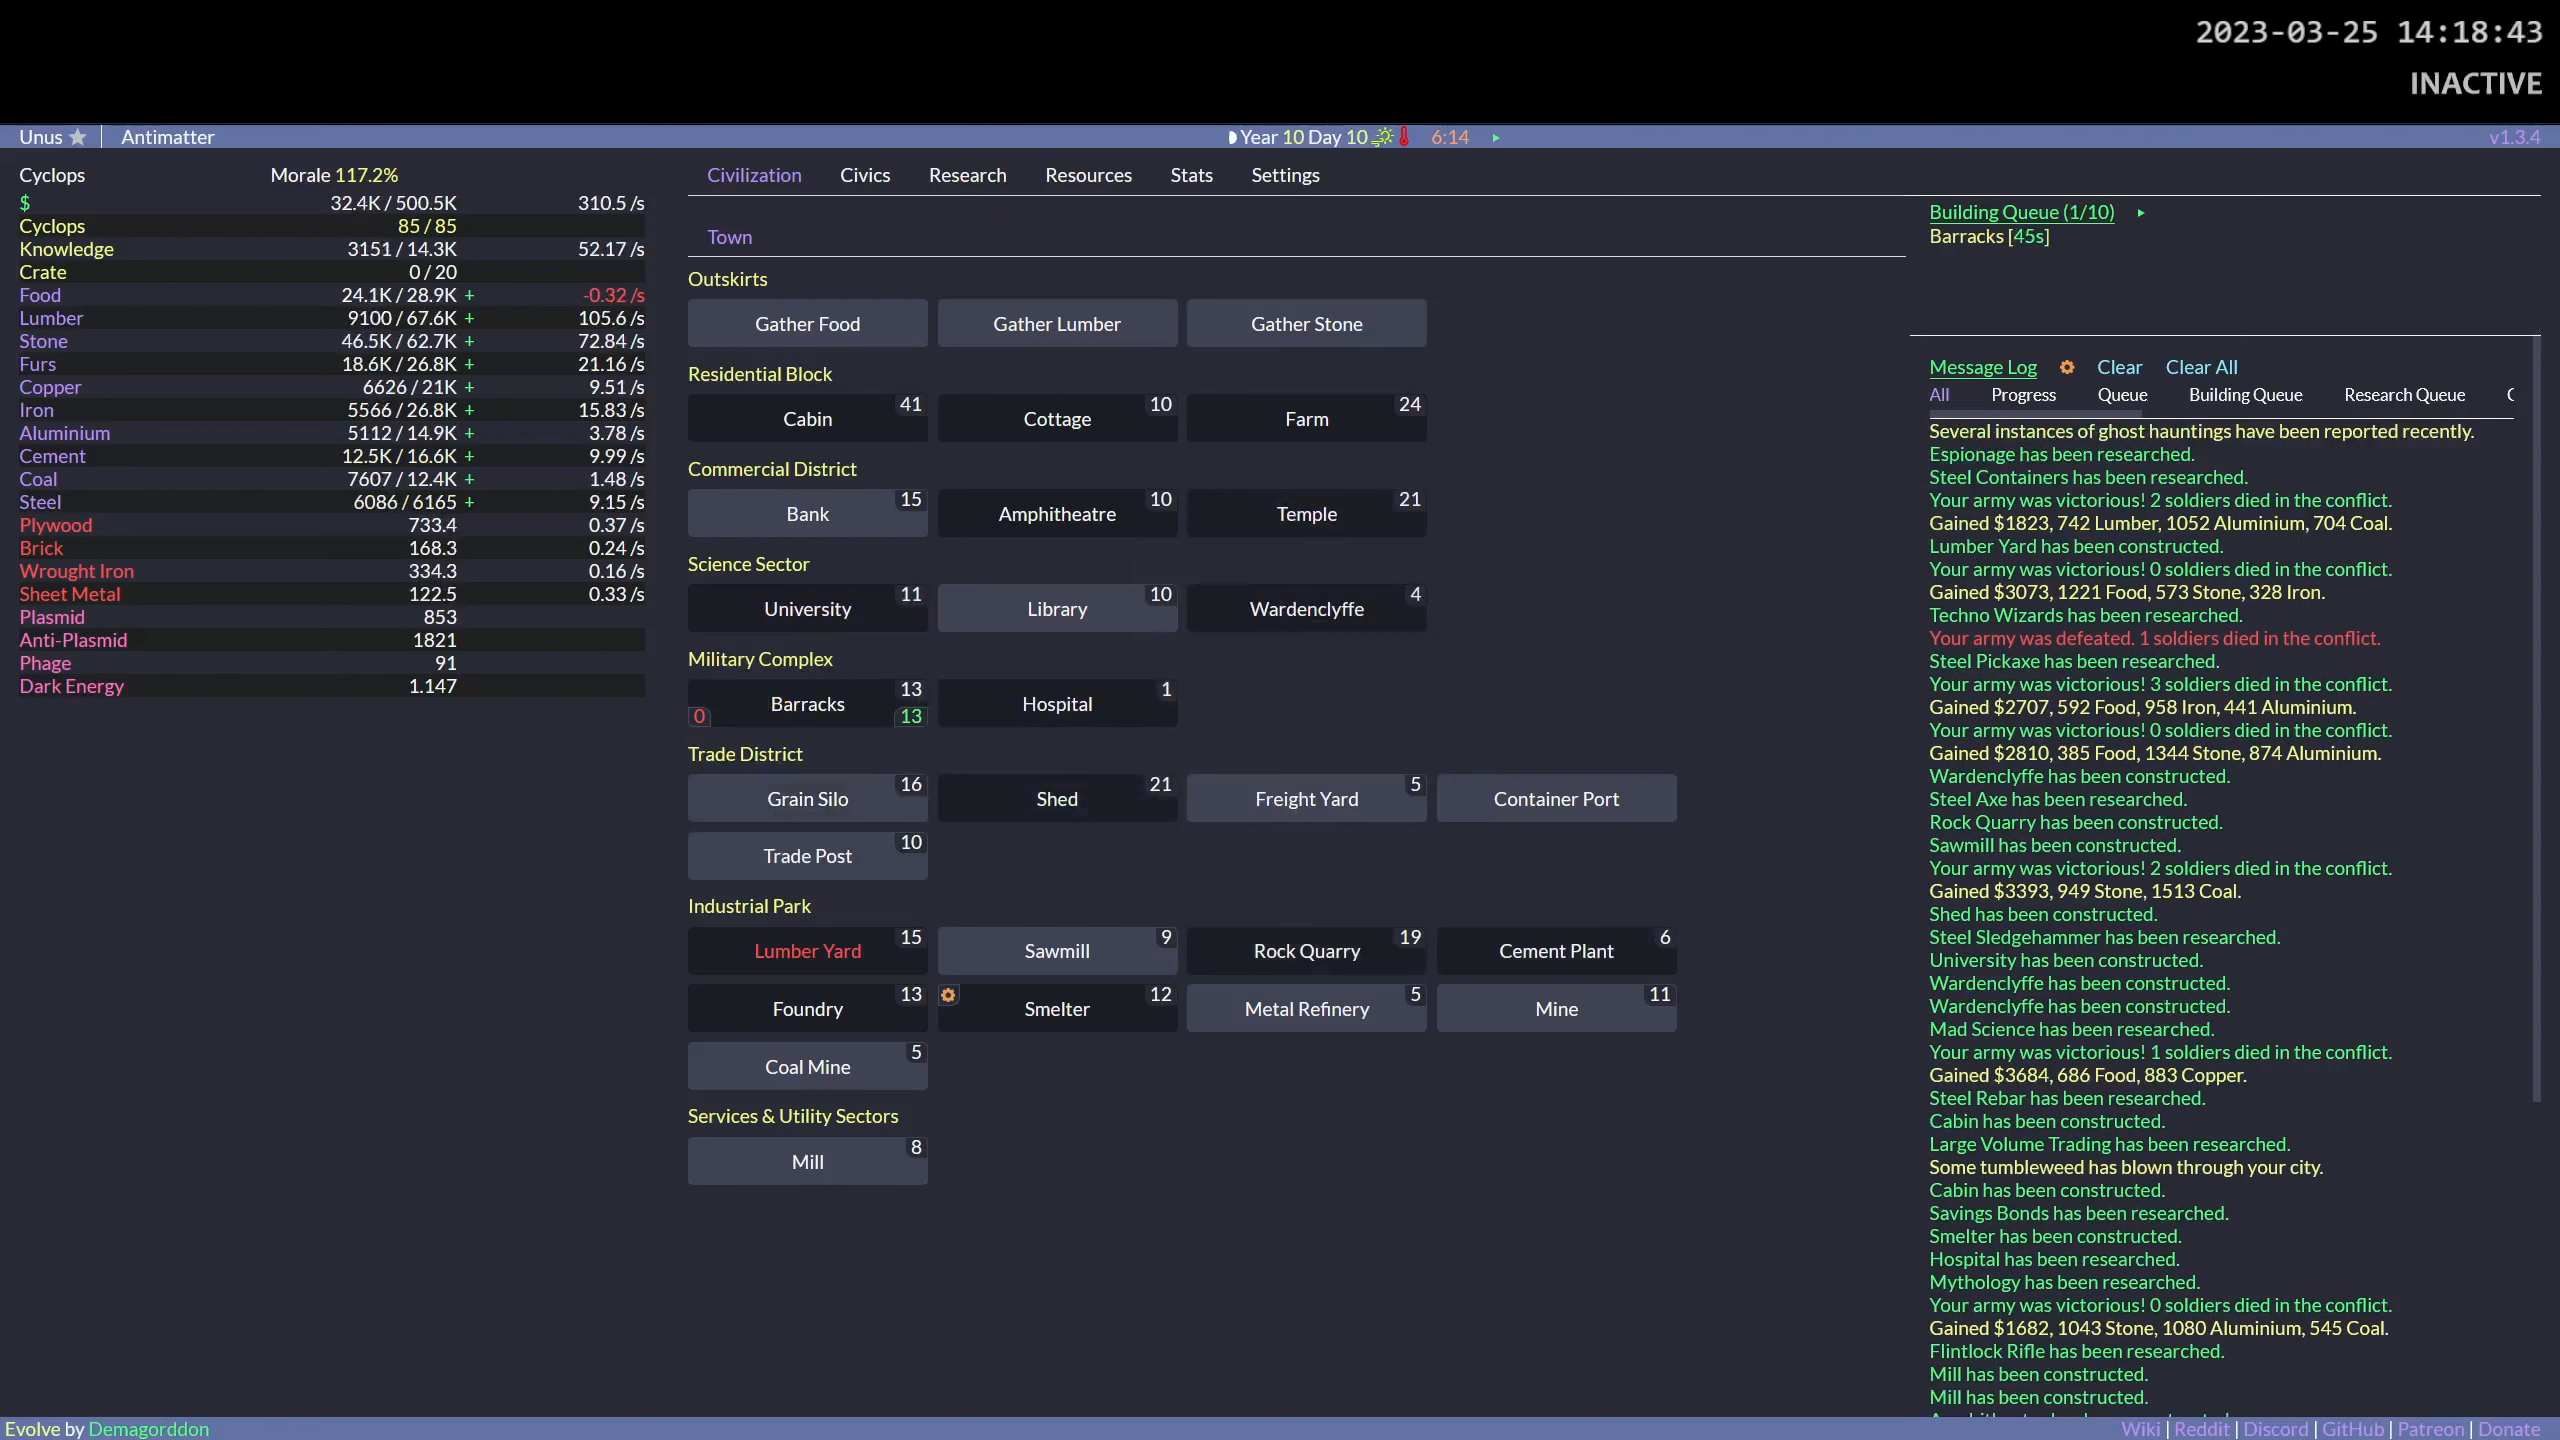 2023-03-25 14:18:43
INACTIVE
Unus Antimatter Year 10 Day 10 6:14 v1.3.4
Cyclops Morale 117.2%
$ 32.4K / 500.5K 310.5 /s
Cyclops 85 / 85
Knowledge 3151 / 14.3K 52.17 /s
Crate 0 / 20
Food 24.1K / 28.9K + -0.32 /s
Lumber 9100 / 67.6K + 105.6 /s
Stone 46.5K / 62.7K + 72.84 /s
Furs 18.6K / 26.8K + 21.16 /s
Copper 6626 / 21K + 9.51 /s
Iron 5566 / 26.8K + 15.83 /s
Aluminium 5112 / 14.9K + 3.78 /s
Cement 12.5K / 16.6K + 9.99 /s
Coal 7607 / 12.4K + 1.48 /s
Steel 6086 / 6165 + 9.15 /s
Plywood 733.4 0.37 /s
Brick 168.3 0.24 /s
Wrought Iron 334.3 0.16 /s
Sheet Metal 122.5 0.33 /s
Plasmid 853
Anti-Plasmid 1821
Phage 91
Dark Energy 1.147
Civilization Civics Research Resources Stats Settings
Town
Outskirts
Gather Food Gather Lumber Gather Stone
Residential Block
Cabin 41 Cottage 10 Farm 24
Commercial District
Bank 15 Amphitheatre 10 Temple 21
Science Sector
University 11 Library 10 Wardenclyffe 4
Military Complex
Barracks 13 0 13 Hospital 1
Trade District
Grain Silo 16 Shed 21 Freight Yard 5 Container Port
Trade Post 10
Industrial Park
Lumber Yard 15 Sawmill 9 Rock Quarry 19 Cement Plant 6
Foundry 13 Smelter 12 Metal Refinery 5 Mine 11
Coal Mine 5
Services & Utility Sectors
Mill 8
Building Queue (1/10)
Barracks [45s]
Message Log Clear Clear All
All Progress Queue Building Queue Research Queue
Several instances of ghost hauntings have been reported recently.
Espionage has been researched.
Steel Containers has been researched.
Your army was victorious! 2 soldiers died in the conflict.
Gained $1823, 742 Lumber, 1052 Aluminium, 704 Coal.
Lumber Yard has been constructed.
Your army was victorious! 0 soldiers died in the conflict.
Gained $3073, 1221 Food, 573 Stone, 328 Iron.
Techno Wizards has been researched.
Your army was defeated. 1 soldiers died in the conflict.
Steel Pickaxe has been researched.
Your army was victorious! 3 soldiers died in the conflict.
Gained $2707, 592 Food, 958 Iron, 441 Aluminium.
Your army was victorious! 0 soldiers died in the conflict.
Gained $2810, 385 Food, 1344 Stone, 874 Aluminium.
Wardenclyffe has been constructed.
Steel Axe has been researched.
Rock Quarry has been constructed.
Sawmill has been constructed.
Your army was victorious! 2 soldiers died in the conflict.
Gained $3393, 949 Stone, 1513 Coal.
Shed has been constructed.
Steel Sledgehammer has been researched.
University has been constructed.
Wardenclyffe has been constructed.
Wardenclyffe has been constructed.
Mad Science has been researched.
Your army was victorious! 1 soldiers died in the conflict.
Gained $3684, 686 Food, 883 Copper.
Steel Rebar has been researched.
Cabin has been constructed.
Large Volume Trading has been researched.
Some tumbleweed has blown through your city.
Cabin has been constructed.
Savings Bonds has been researched.
Smelter has been constructed.
Hospital has been researched.
Mythology has been researched.
Your army was victorious! 0 soldiers died in the conflict.
Gained $1682, 1043 Stone, 1080 Aluminium, 545 Coal.
Flintlock Rifle has been researched.
Mill has been constructed.
Mill has been constructed.
Evolve by Demagorddon Wiki | Reddit | Discord | GitHub | Patreon | Donate